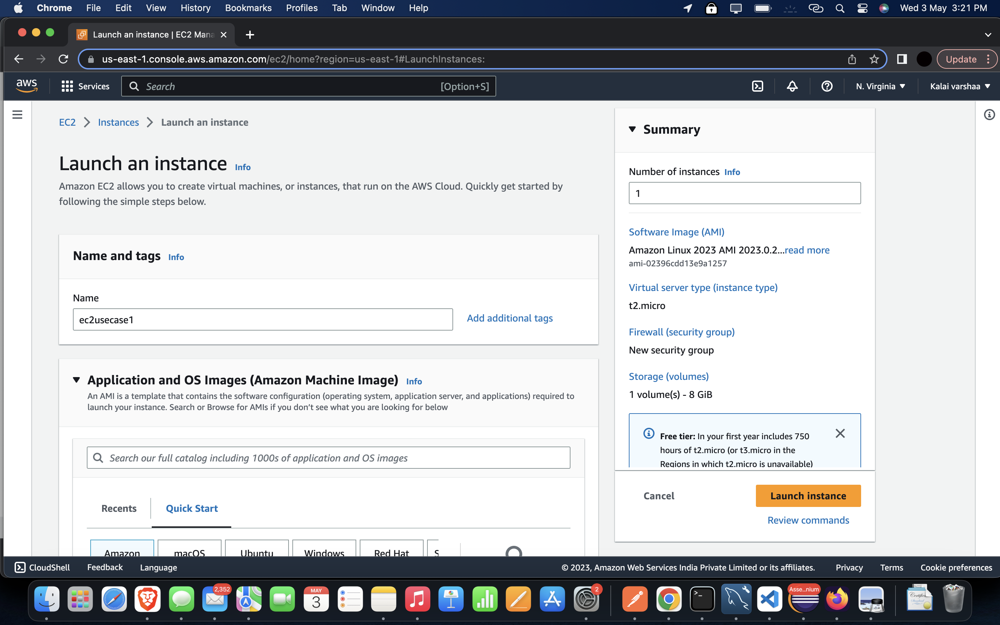 Chrome File Edit View History Bookmarks Profiles Tab Window Help Wed 3 May 3:21 PM
Launch an instance | EC2 Mana
us-east-1.console.aws.amazon.com/ec2/home?region=us-east-1#LaunchInstances: Update
aws Services Search [Option+S] N. Virginia Kalai varshaa
EC2 Instances Launch an instance
Launch an instance Info
Amazon EC2 allows you to create virtual machines, or instances, that run on the AWS Cloud. Quickly get started by
following the simple steps below.
Name and tags Info
Name
ec2usecase1
Add additional tags
Application and OS Images (Amazon Machine Image) Info
An AMI is a template that contains the software configuration (operating system, application server, and applications) required to
launch your instance. Search or Browse for AMIs if you don’t see what you are looking for below
Search our full catalog including 1000s of application and OS images
Recents Quick Start
Amazon macOS Ubuntu Windows Red Hat S
Summary
Number of instances Info
1
Software Image (AMI)
Amazon Linux 2023 AMI 2023.0.2...read more
ami-02396cdd13e9a1257
Virtual server type (instance type)
t2.micro
Firewall (security group)
New security group
Storage (volumes)
1 volume(s) - 8 GiB
Free tier: In your first year includes 750
hours of t2.micro (or t3.micro in the
Regions in which t2.micro is unavailable)
Cancel Launch instance
Review commands
CloudShell Feedback Language © 2023, Amazon Web Services India Private Limited or its affiliates. Privacy Terms Cookie preferences
2,352
MAY
3
2
Asse...nium